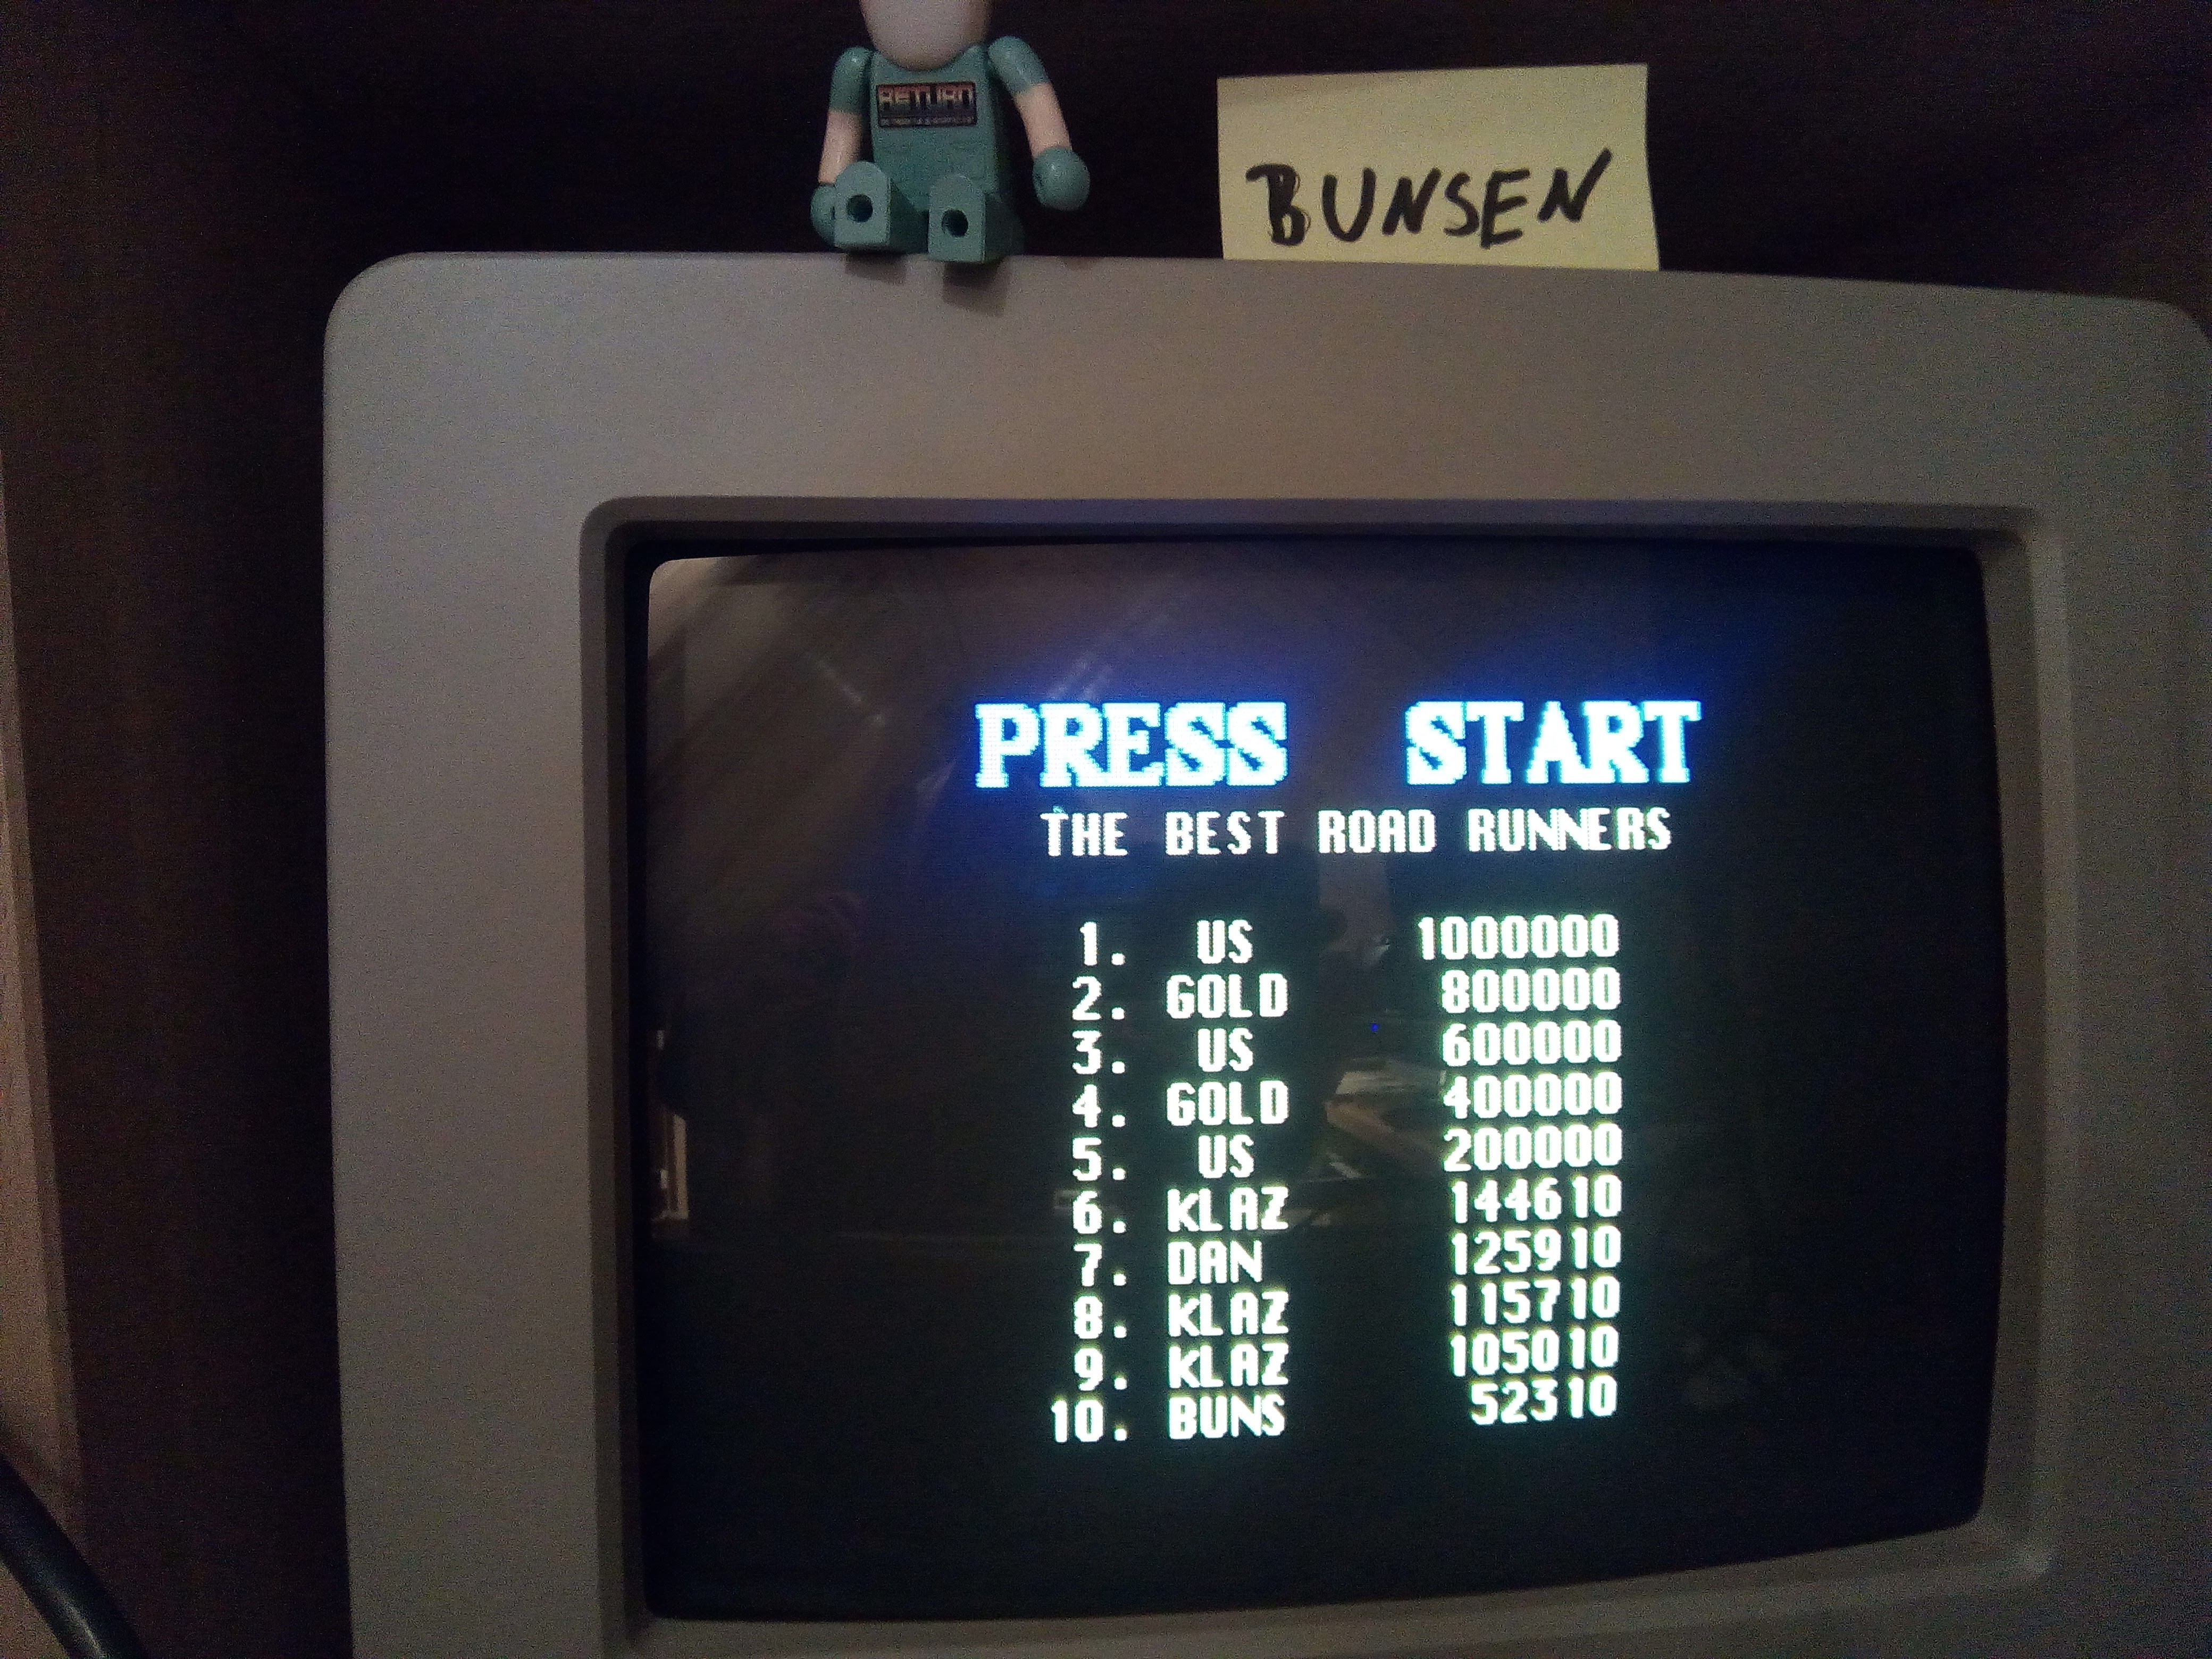 RETURN
BUNSEN
PRESS START
THE BEST ROAD RUNNERS
1. US 1000000
2. GOLD 800000
3. US 600000
4. GOLD 400000
5. US 200000
6. KLAZ 144610
7. DAN 125910
8. KLAZ 115710
9. KLAZ 105010
10. BUNS 52310